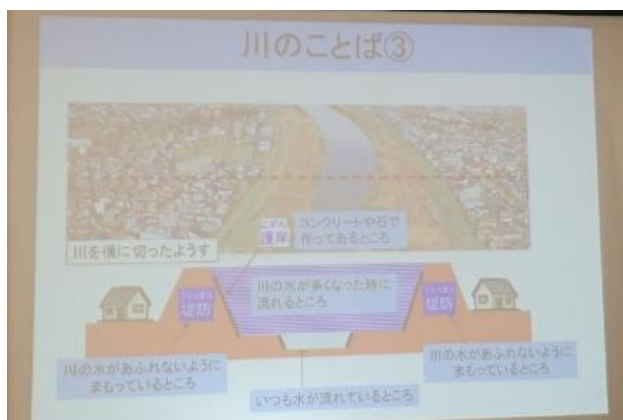 川のことば③
ごがん
護岸
コンクリートや石で
作ってあるところ
川を横に切ったようす
川の水が多くなった時に
流れるところ
ていぼう
堤防
ていぼう
堤防
川の水があふれないように
まもっているところ
川の水があふれないように
まもっているところ
いつも水が流れているところ